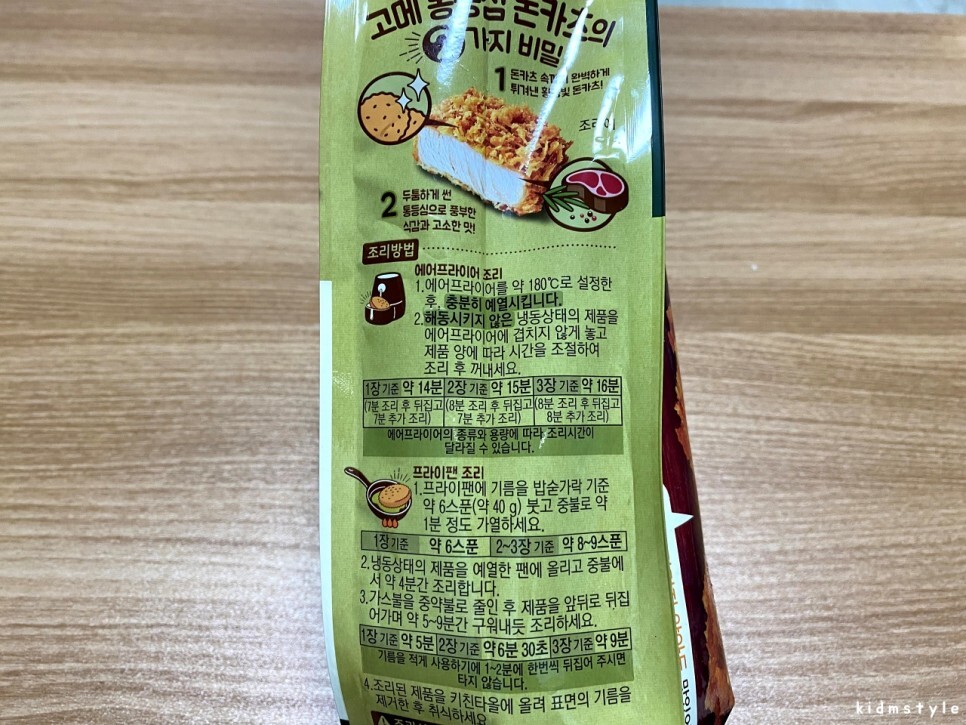 고메 통등심 돈카츠의
가지 비밀
1 돈카츠 속까지 완벽하게
튀겨낸 황금빛 돈카츠!
2 두툼하게 썬
통등심으로 풍부한
식감과 고소한 맛!
조리방법
에어프라이어 조리
1.에어프라이어를 약 180℃로 설정한
후, 충분히 예열시킵니다.
2.해동시키지 않은 냉동상태의 제품을
에어프라이어에 겹치지 않게 놓고
제품 양에 따라 시간을 조절하여
조리 후 꺼내세요.
1장 기준 약 14분 2장 기준 약 15분 3장 기준 약 16분
(7분 조리 후 뒤집고 (8분 조리 후 뒤집고 (8분 조리 후 뒤집고
7분 추가 조리) 7분 추가 조리) 8분 추가 조리)
에어프라이어의 종류와 용량에 따라 조리시간이
달라질 수 있습니다.
프라이팬 조리
1.프라이팬에 기름을 밥숟가락 기준
약 6스푼(약 40 g) 붓고 중불로 약
1분 정도 가열하세요.
1장 기준 약 6스푼 2~3장 기준 약 8~9스푼
2.냉동상태의 제품을 예열한 팬에 올리고 중불에
서 약 4분간 조리합니다.
3.가스불을 중약불로 줄인 후 제품을 앞뒤로 뒤집
어가며 약 5~9분간 구워내듯 조리하세요.
1장 기준 약 5분 2장 기준 약 6분 30초 3장 기준 약 9분
기름을 적게 사용하기에 1~2분에 한번씩 뒤집어 주시면
타지 않습니다.
4.조리된 제품을 키친타올에 올려 표면의 기름을
제거한 후 취식하세요.
kidmstyle